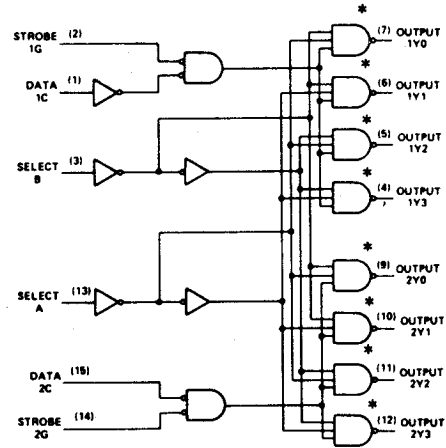 *
STROBE
1G
(2)
(7)
OUTPUT
1Y0
*
DATA
1C
(1)
(6)
OUTPUT
1Y1
*
(5)
OUTPUT
1Y2
SELECT
B
(3)
*
(4)
OUTPUT
1Y3
*
(9)
OUTPUT
2Y0
*
SELECT
A
(13)
(10)
OUTPUT
2Y1
*
DATA
2C
(15)
(11)
OUTPUT
2Y2
*
STROBE
2G
(14)
(12)
OUTPUT
2Y3